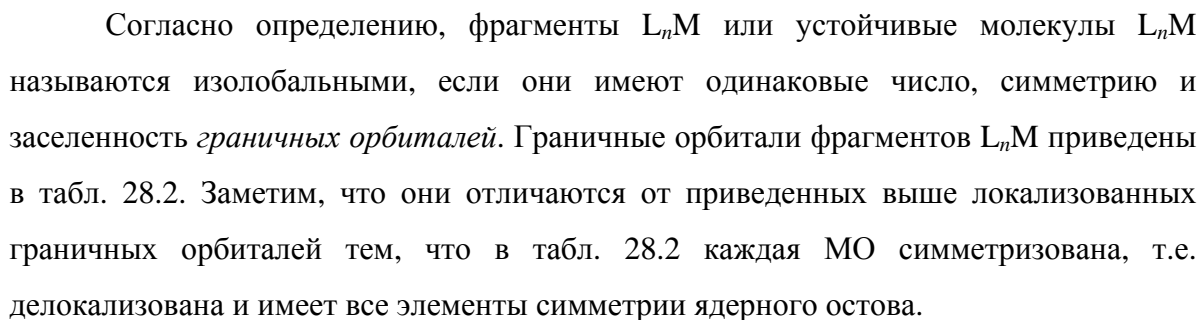 Согласно определению, фрагменты LnM или устойчивые молекулы LnM
называются изолобальными, если они имеют одинаковые число, симметрию и
заселенность граничных орбиталей. Граничные орбитали фрагментов LnM приведены
в табл. 28.2. Заметим, что они отличаются от приведенных выше локализованных
граничных орбиталей тем, что в табл. 28.2 каждая МО симметризована, т.е.
делокализована и имеет все элементы симметрии ядерного остова.